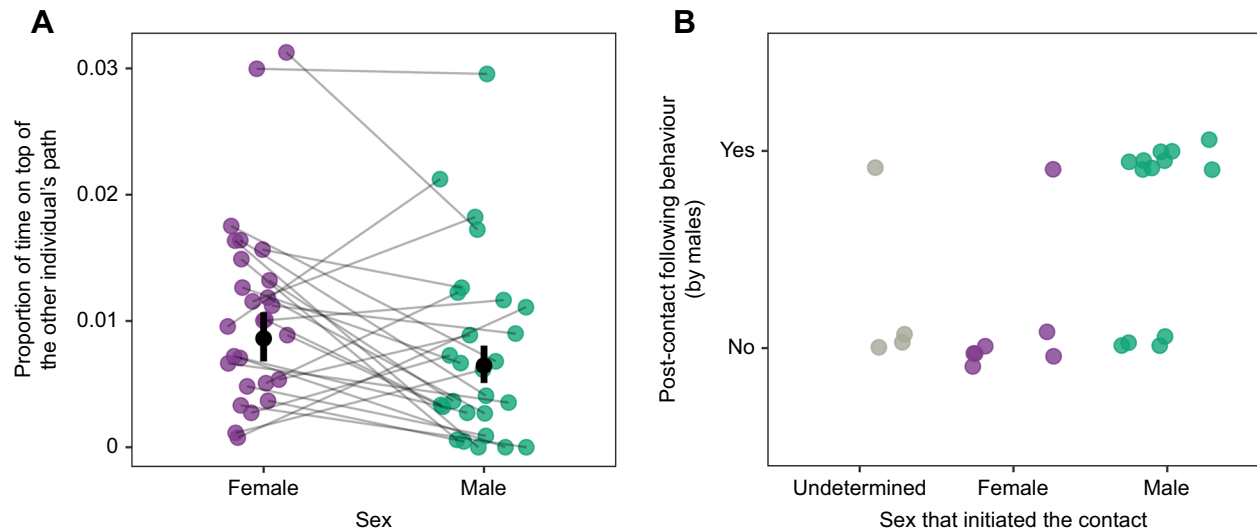 A
Proportion of time on top of
the other individual's path
0.03
0.02
0.01
0
Female
Male
Sex
B
Post-contact following behaviour
(by males)
Yes
No
Undetermined
Female
Male
Sex that initiated the contact